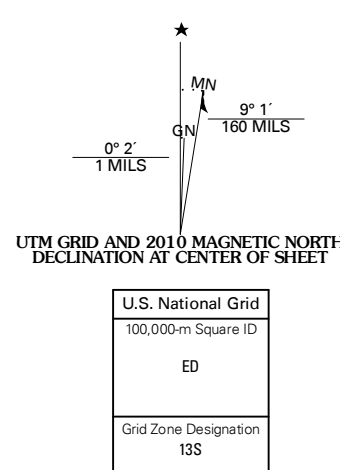 MN
9° 1´
160 MILS
GN
0° 2´
1 MILS
UTM GRID AND 2010 MAGNETIC NORTH
DECLINATION AT CENTER OF SHEET
U.S. National Grid
100,000-m Square ID
ED
Grid Zone Designation
13S